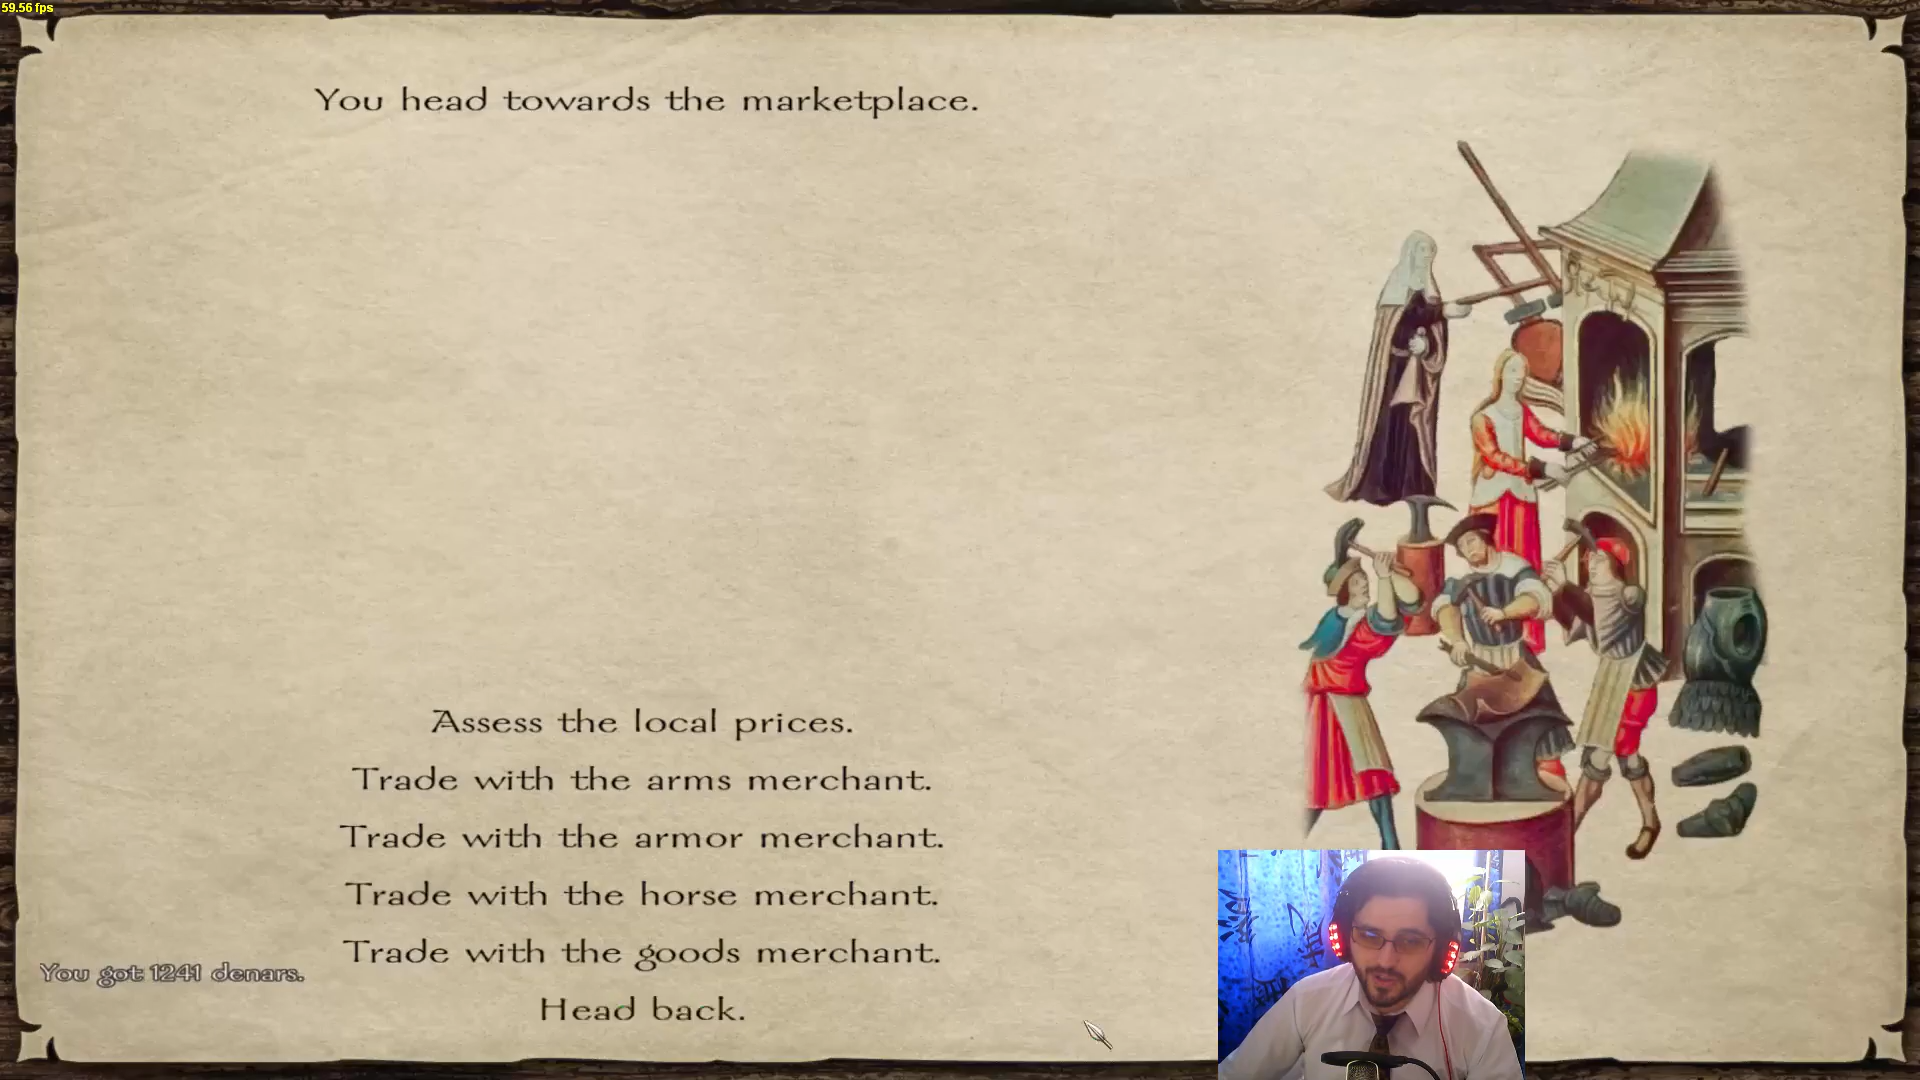 59.56 fps
You head towards the marketplace.
Assess the local prices.
Trade with the arms merchant.
Trade with the armor merchant.
Trade with the horse merchant.
Trade with the goods merchant.
You got 1241 denars.
Head back.